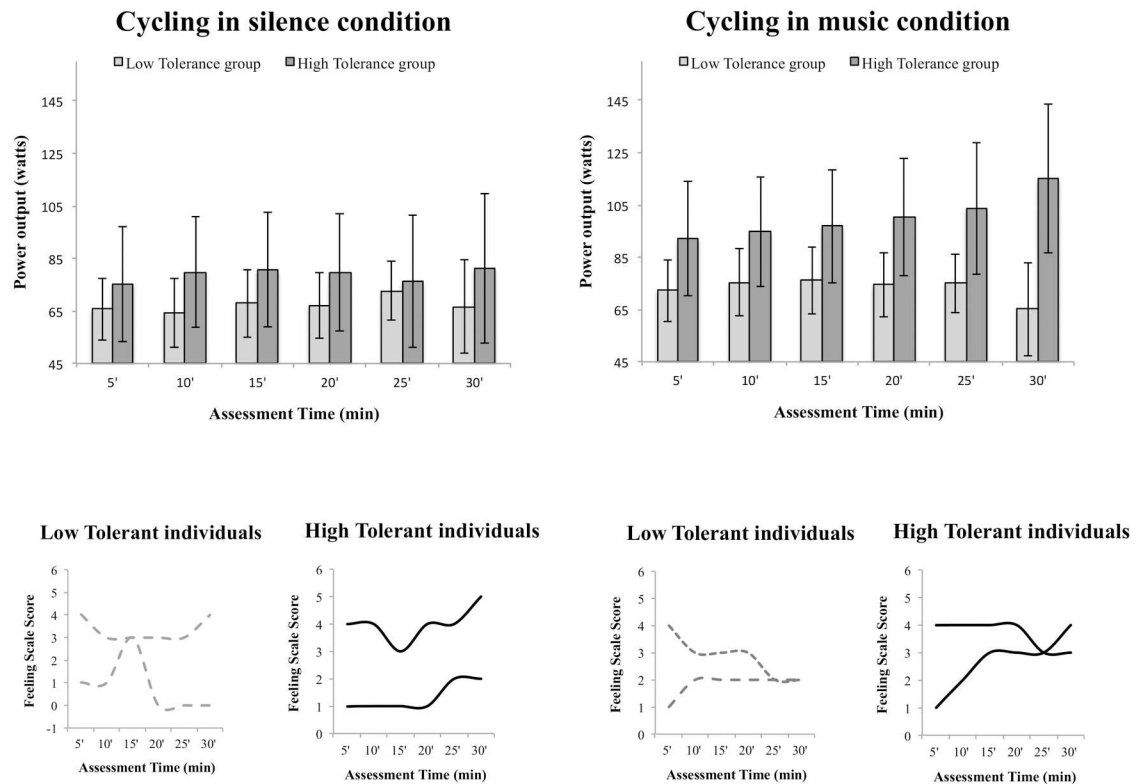 Cycling in silence condition
Low Tolerance group High Tolerance group
Power output (watts)
145
125
105
85
65
45
5' 10' 15' 20' 25' 30'
Assessment Time (min)
Cycling in music condition
Low Tolerance group High Tolerance group
Power output (watts)
145
125
105
85
65
45
5' 10' 15' 20' 25' 30'
Assessment Time (min)
Low Tolerant individuals
Feeling Scale Score
6
5
4
3
2
1
0
-1
5' 10' 15' 20' 25' 30'
Assessment Time (min)
High Tolerant individuals
Feeling Scale Score
6
5
4
3
2
1
0
5' 10' 15' 20' 25' 30'
Assessment Time (min)
Low Tolerant individuals
Feeling Scale Score
6
5
4
3
2
1
0
5' 10' 15' 20' 25' 30'
Assessment Time (min)
High Tolerant individuals
Feeling Scale Score
6
5
4
3
2
1
0
5' 10' 15' 20' 25' 30'
Assessment Time (min)